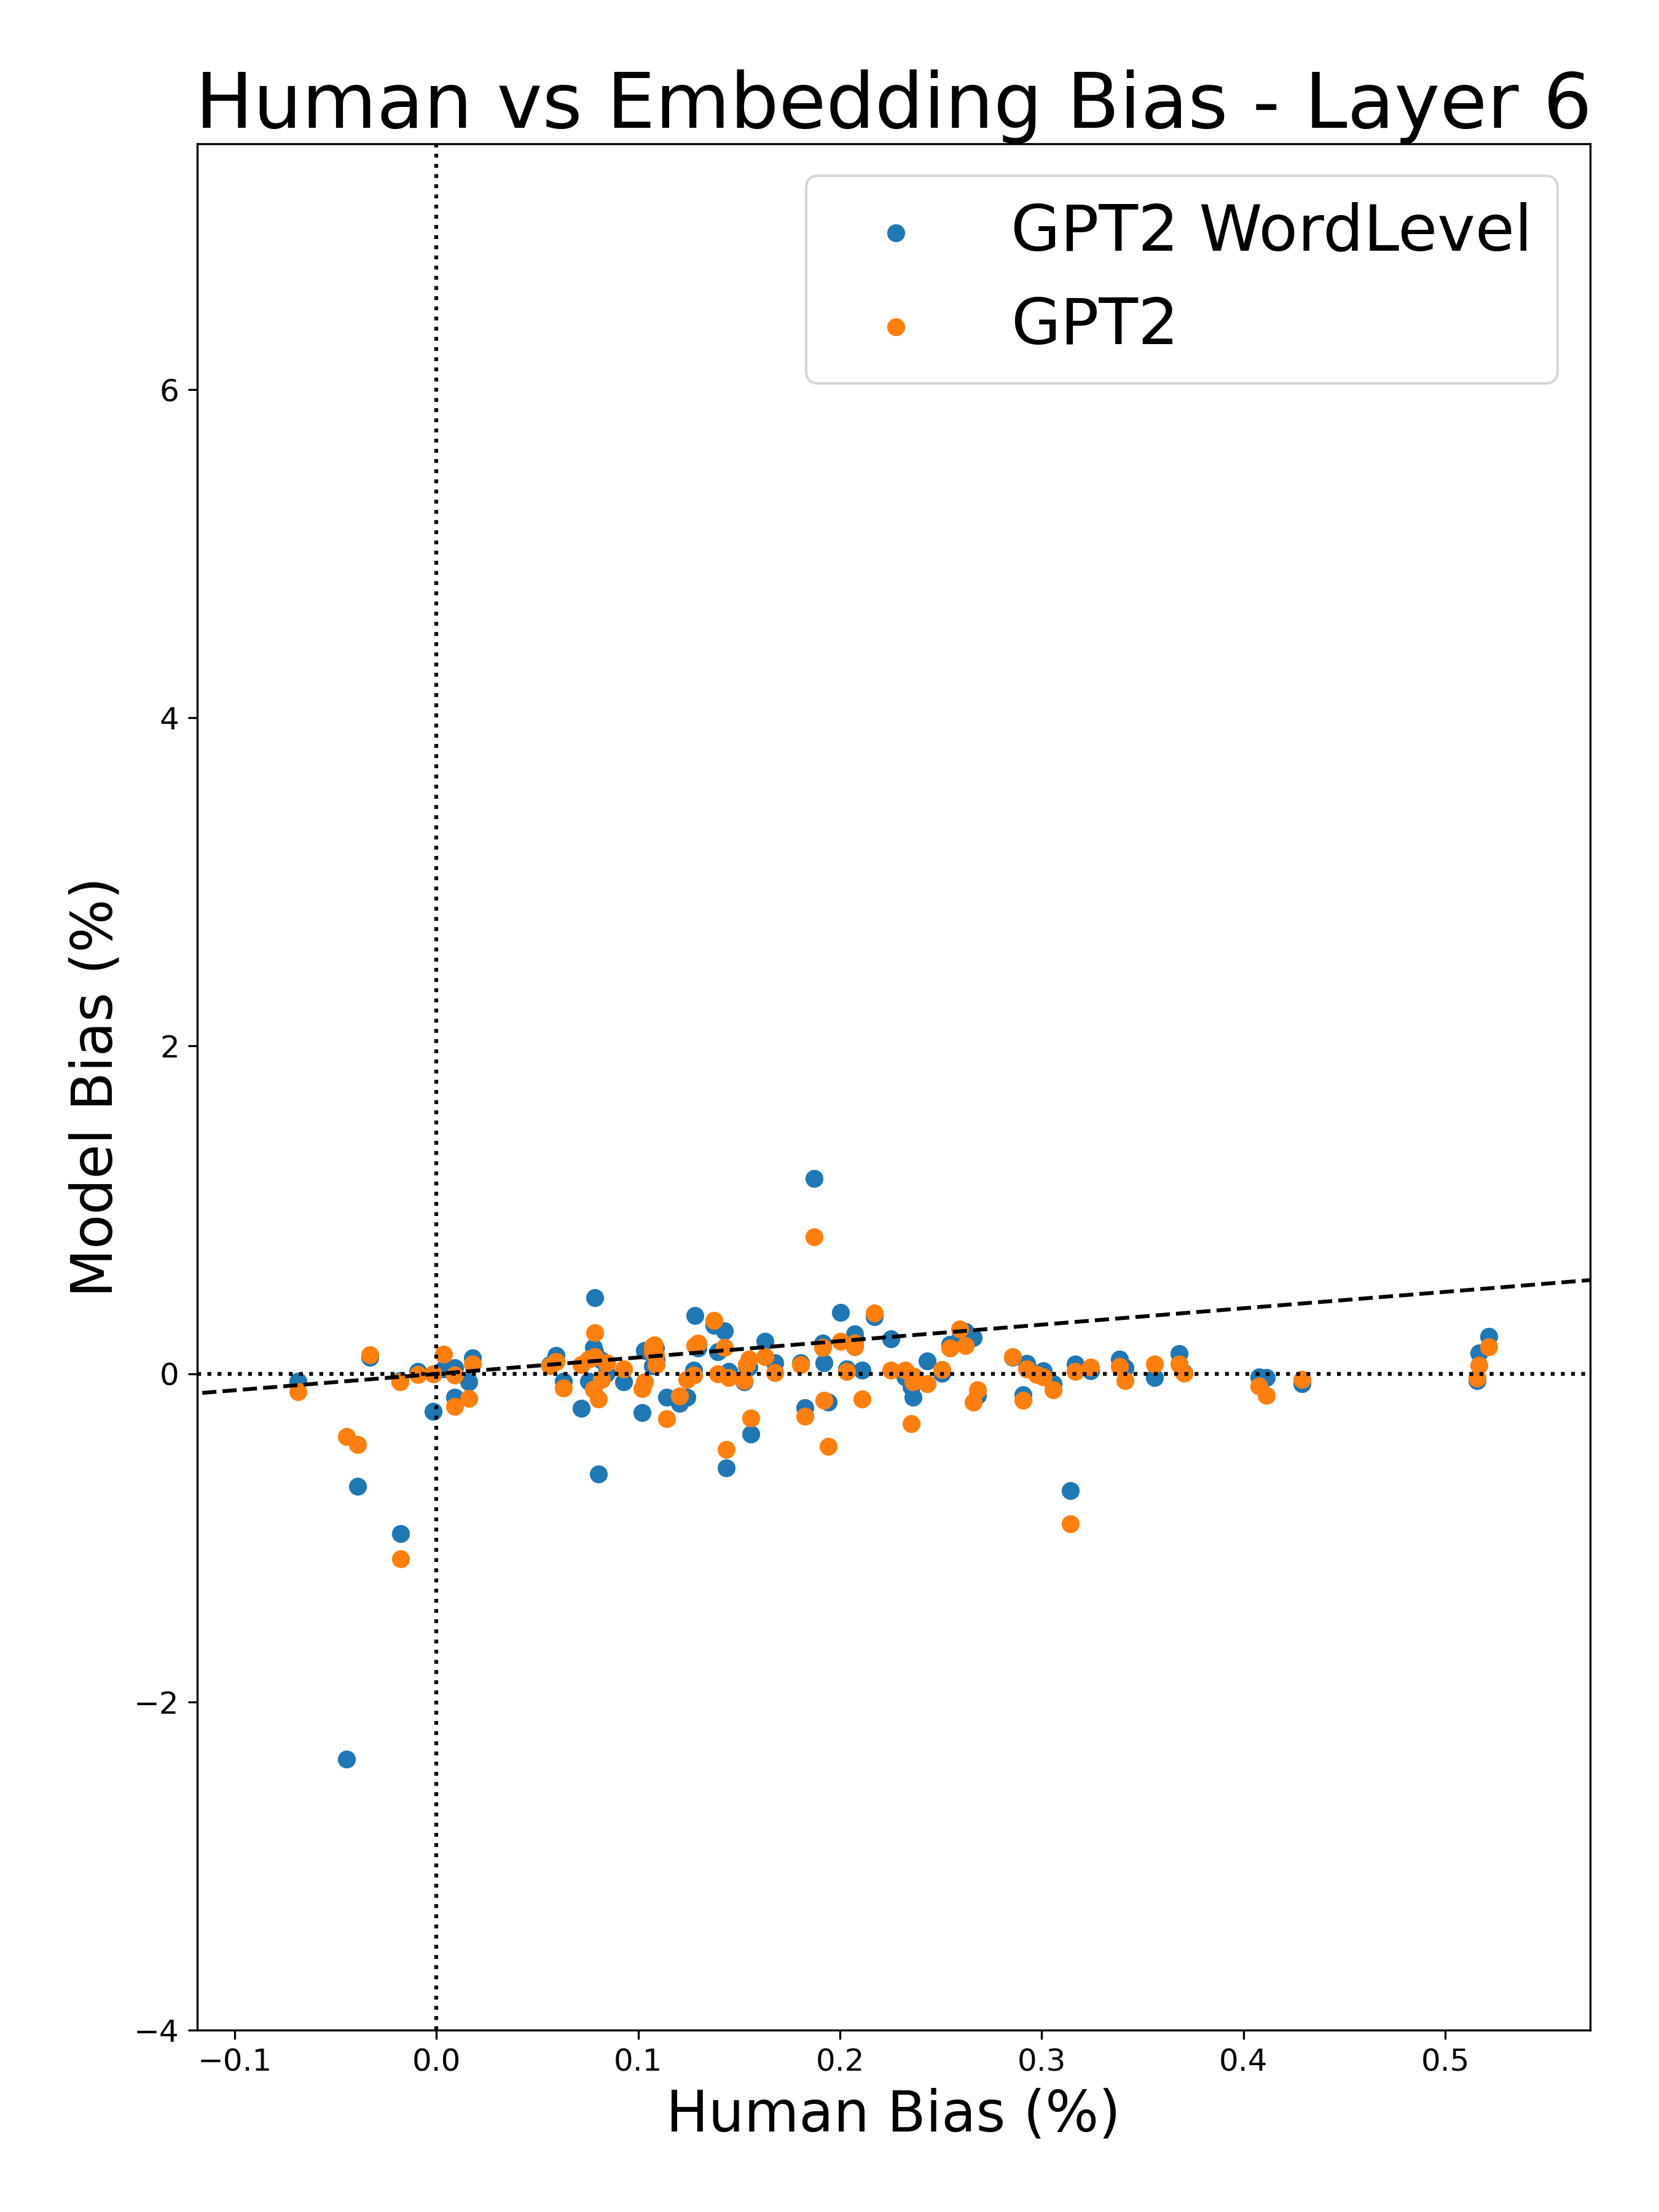 Human vs Embedding Bias - Layer 6
GPT2 WordLevel
GPT2
Model Bias (%)
6
4
2
0
−2
−4
−0.1
0.0
0.1
0.2
0.3
0.4
0.5
Human Bias (%)